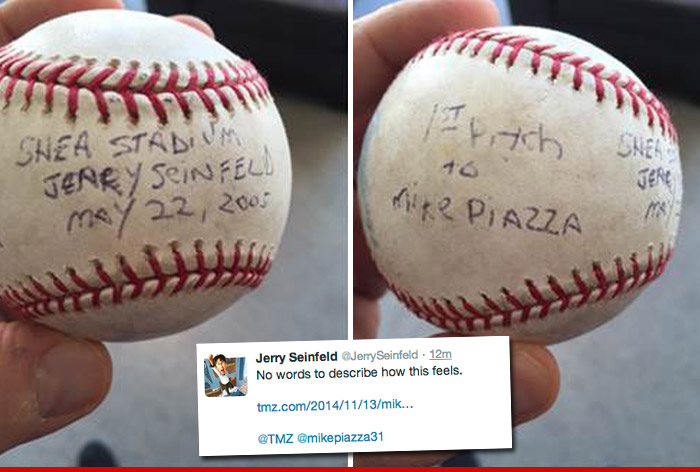 SHEA STADIUM
JERRY SEINFELD
MAY 22, 2005
1ST Pitch
to
Mike PIAZZA
SHEA
JERR
MAY
Jerry Seinfeld @JerrySeinfeld · 12m
No words to describe how this feels.
tmz.com/2014/11/13/mik...
@TMZ @mikepiazza31